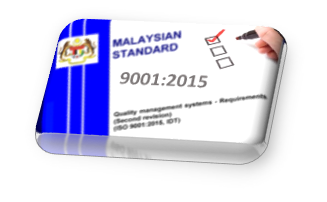 MALAYSIAN
STANDARD
9001:2015
Quality management systems - Requirements
(Second revision)
(ISO 9001:2015, IDT)